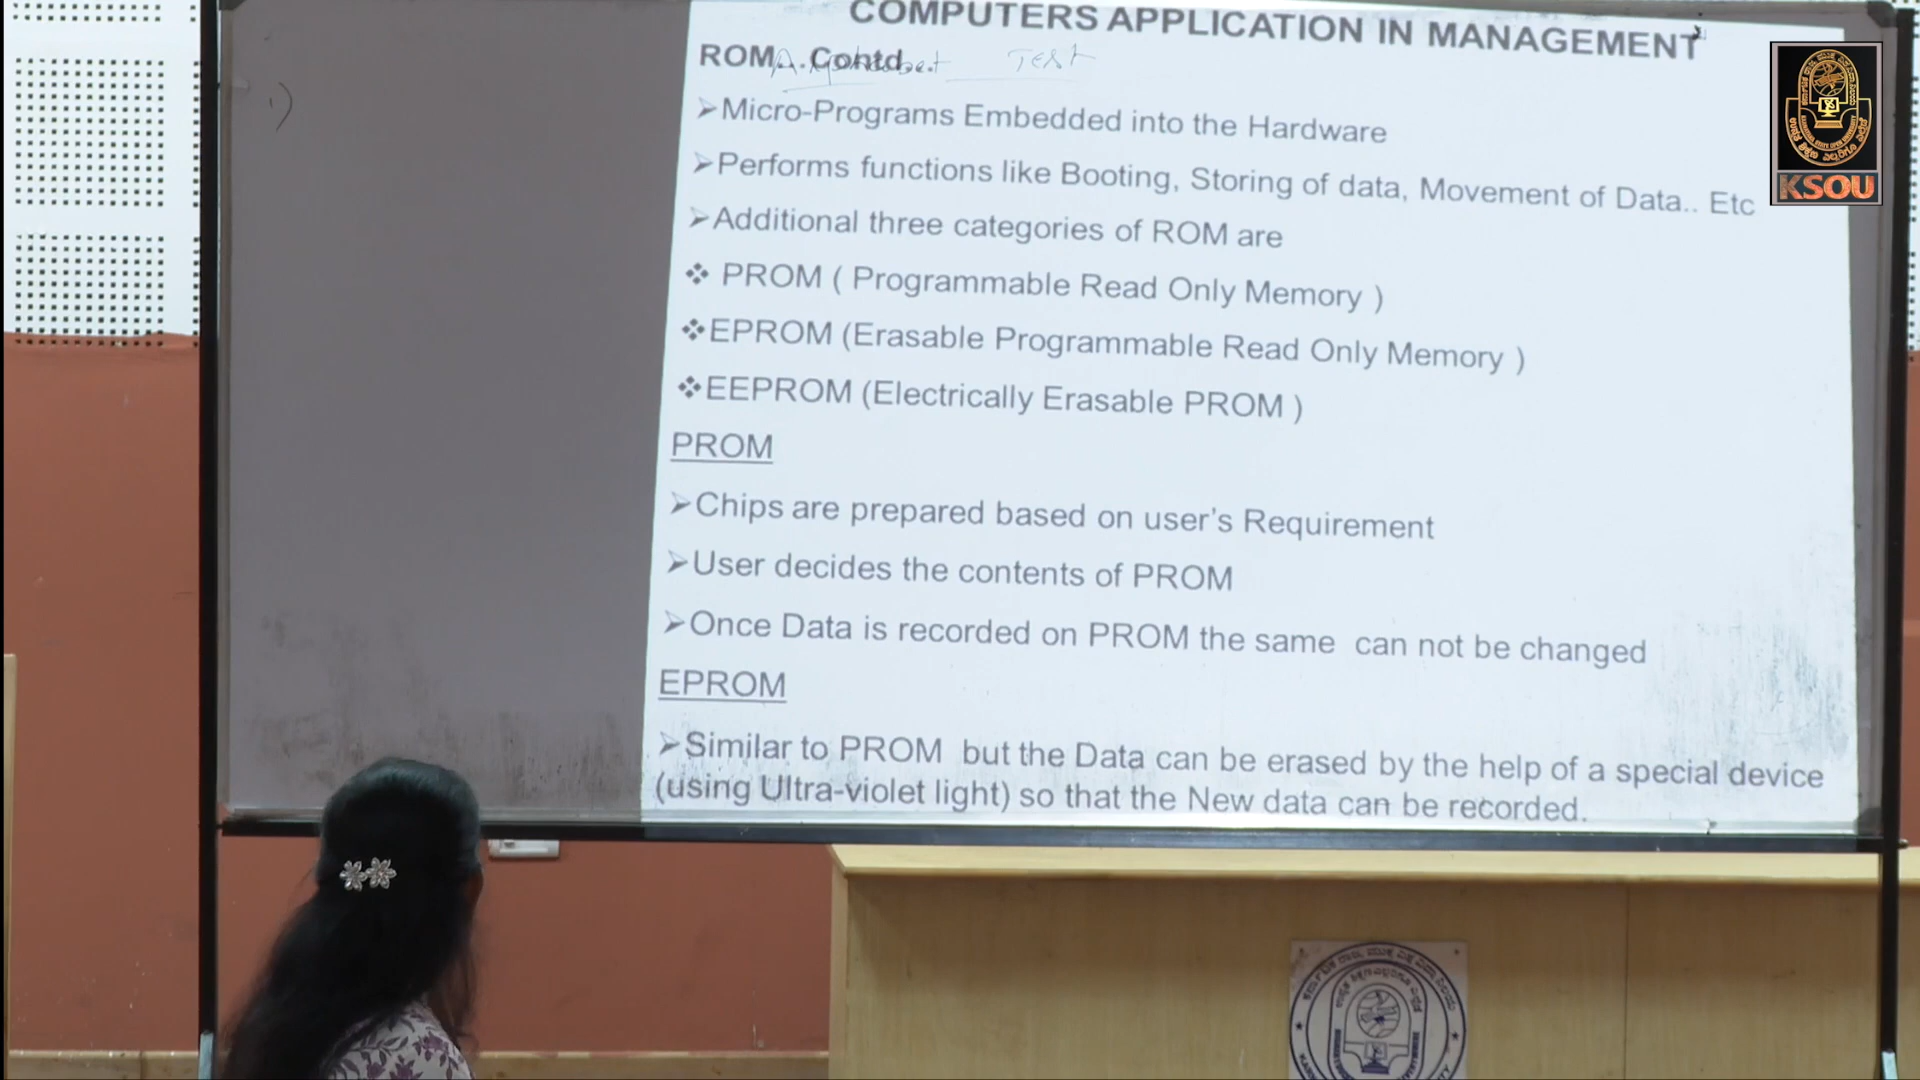 COMPUTERS APPLICATION IN MANAGEMENT
ROM... Contd...
Test
1)
➢Micro-Programs Embedded into the Hardware
➢Performs functions like Booting, Storing of data, Movement of Data.. Etc
➢Additional three categories of ROM are
❖ PROM ( Programmable Read Only Memory )
❖EPROM (Erasable Programmable Read Only Memory )
❖EEPROM (Electrically Erasable PROM )
PROM
➢Chips are prepared based on user's Requirement
➢User decides the contents of PROM
➢Once Data is recorded on PROM the same can not be changed
EPROM
➢Similar to PROM but the Data can be erased by the help of a special device
(using Ultra-violet light) so that the New data can be recorded.
KSOU